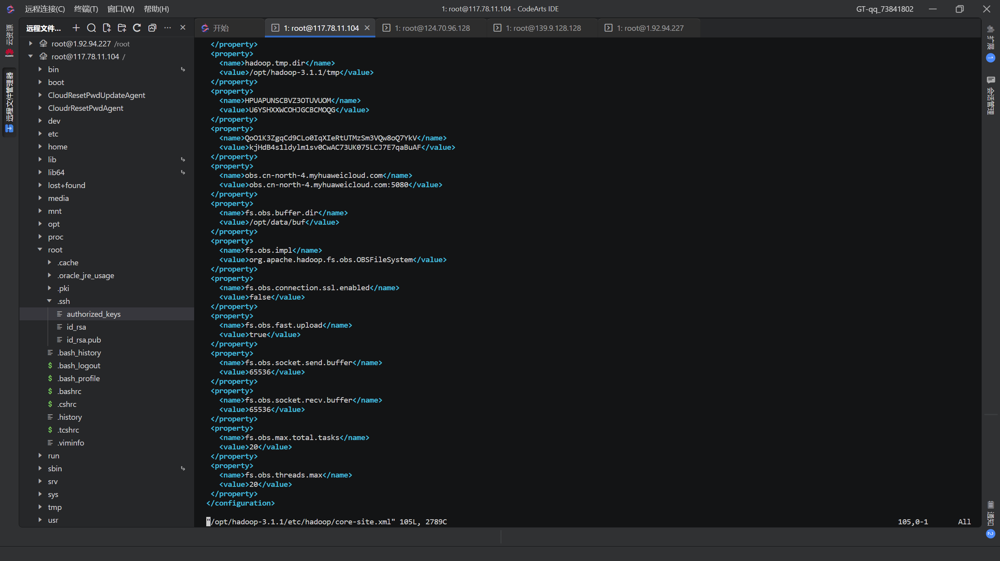 远程连接(C) 终端(T) 窗口(W) 帮助(H)
1: root@117.78.11.104 - CodeArts IDE
GT-qq_73841802
云资源
HUAWEI
远程文件管理器
远程文件...
root@1.92.94.227 /root
root@117.78.11.104 /
bin
boot
CloudResetPwdUpdateAgent
CloudrResetPwdAgent
dev
etc
home
lib
lib64
lost+found
media
mnt
opt
proc
root
.cache
.oracle_jre_usage
.pki
.ssh
authorized_keys
id_rsa
id_rsa.pub
.bash_history
$ .bash_logout
$ .bash_profile
$ .bashrc
$ .cshrc
.history
$ .tcshrc
.viminfo
run
sbin
srv
sys
tmp
usr
开始
1: root@117.78.11.104
1: root@124.70.96.128
1: root@139.9.128.128
1: root@1.92.94.227
</property>
<property>
<name>hadoop.tmp.dir</name>
<value>/opt/hadoop-3.1.1/tmp</value>
</property>
<property>
<name>HPUAPUNSCBVZ3OTUVUOM</name>
<value>U6YSHXXWCOHJGCBCMOQG</value>
</property>
<property>
<name>QoO1K3ZgqCd9CLo0IqXIeRtUTMzSm3VQw8oQ7YkV</name>
<value>kjHdB4s1ldylm1sv0CwAC73UK075LCJ7E7qaBuAF</value>
</property>
<property>
<name>obs.cn-north-4.myhuaweicloud.com</name>
<value>obs.cn-north-4.myhuaweicloud.com:5080</value>
</property>
<property>
<name>fs.obs.buffer.dir</name>
<value>/opt/data/buf</value>
</property>
<property>
<name>fs.obs.impl</name>
<value>org.apache.hadoop.fs.obs.OBSFileSystem</value>
</property>
<property>
<name>fs.obs.connection.ssl.enabled</name>
<value>false</value>
</property>
<property>
<name>fs.obs.fast.upload</name>
<value>true</value>
</property>
<property>
<name>fs.obs.socket.send.buffer</name>
<value>65536</value>
</property>
<property>
<name>fs.obs.socket.recv.buffer</name>
<value>65536</value>
</property>
<property>
<name>fs.obs.max.total.tasks</name>
<value>20</value>
</property>
<property>
<name>fs.obs.threads.max</name>
<value>20</value>
</property>
</configuration>
"/opt/hadoop-3.1.1/etc/hadoop/core-site.xml" 105L, 2789C
105,0-1 All
扩展
1
会话管理
通知
2